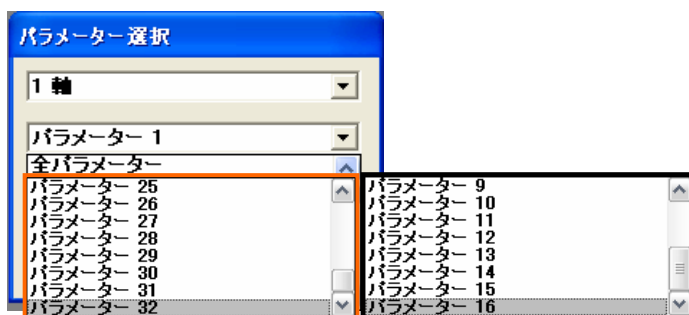 パラメーター 選択
1 軸
パラメーター 1
全パラメーター
パラメーター 25
パラメーター 26
パラメーター 27
パラメーター 28
パラメーター 29
パラメーター 30
パラメーター 31
パラメーター 32
パラメーター 9
パラメーター 10
パラメーター 11
パラメーター 12
パラメーター 13
パラメーター 14
パラメーター 15
パラメーター 16